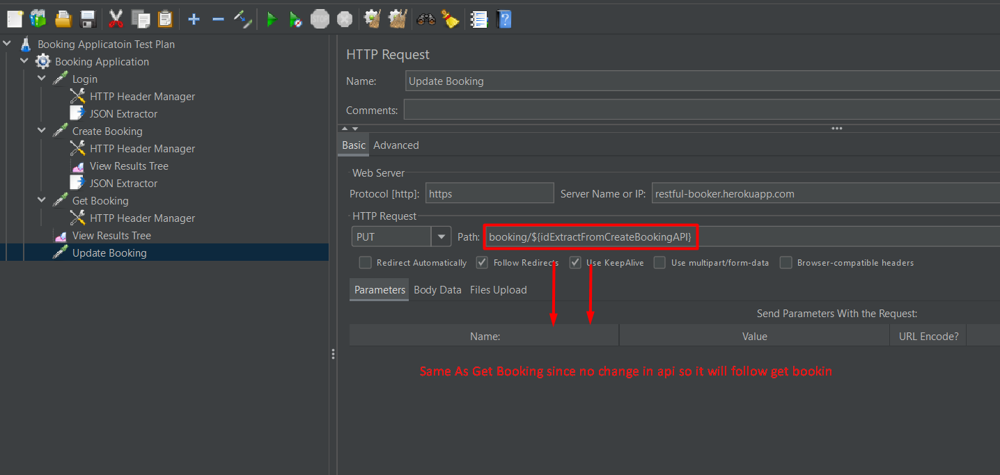 STOP
Booking Applicatoin Test Plan
Booking Application
Login
HTTP Header Manager
JSON Extractor
Create Booking
HTTP Header Manager
View Results Tree
JSON Extractor
Get Booking
HTTP Header Manager
View Results Tree
Update Booking
HTTP Request
Name: Update Booking
Comments:
Basic Advanced
Web Server
Protocol [http]: https Server Name or IP: restful-booker.herokuapp.com
HTTP Request
PUT Path: booking/${idExtractFromCreateBookingAPI}
Redirect Automatically Follow Redirects Use KeepAlive Use multipart/form-data Browser-compatible headers
Parameters Body Data Files Upload
Send Parameters With the Request:
Name: Value URL Encode?
Same As Get Booking since no change in api so it will follow get bookin